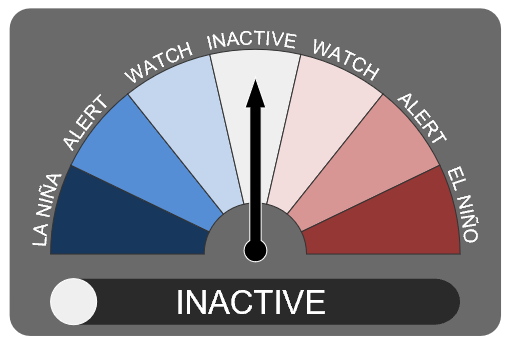 LA NIÑA
ALERT
WATCH
INACTIVE
WATCH
ALERT
EL NIÑO
INACTIVE